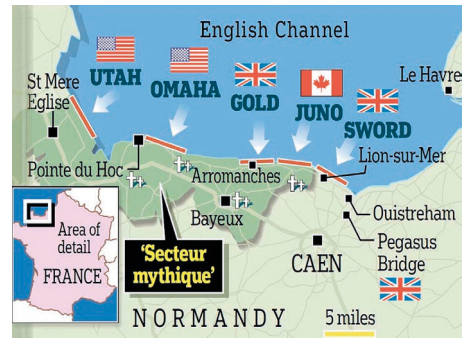 English Channel
UTAH
OMAHA
GOLD
JUNO
SWORD
Le Havre
St Mere
Eglise
Pointe du Hoc
Arromanches
Lion-sur-Mer
Bayeux
Ouistreham
Pegasus
Bridge
CAEN
'Secteur
mythique'
Area of
detail
FRANCE
NORMANDY
5 miles